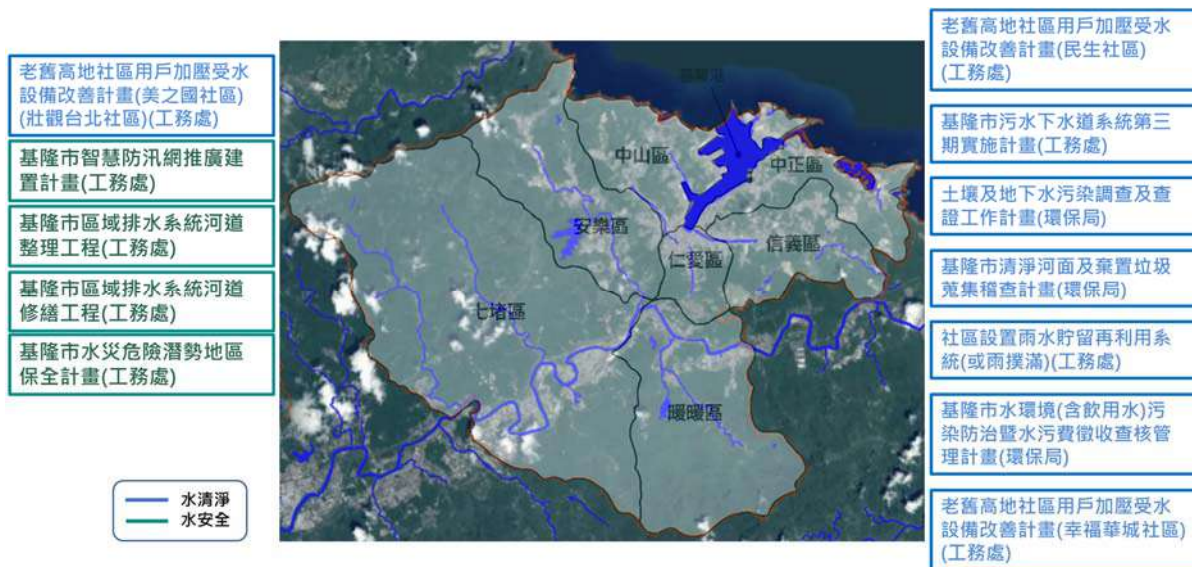 老舊高地社區用戶加壓受水
設備改善計畫(美之國社區)
(壯觀台北社區)(工務處)
基隆市智慧防汛網推廣建
置計畫(工務處)
基隆市區域排水系統河道
整理工程(工務處)
基隆市區域排水系統河道
修繕工程(工務處)
基隆市水災危險潛勢地區
保全計畫(工務處)
水清淨
水安全
基隆港
中山區
中正區
安樂區
仁愛區
信義區
七堵區
暖暖區
老舊高地社區用戶加壓受水
設備改善計畫(民生社區)
(工務處)
基隆市污水下水道系統第三
期實施計畫(工務處)
土壤及地下水污染調查及查
證工作計畫(環保局)
基隆市清淨河面及棄置垃圾
蒐集稽查計畫(環保局)
社區設置雨水貯留再利用系
統(或雨撲滿)(工務處)
基隆市水環境(含飲用水)污
染防治暨水污費徵收查核管
理計畫(環保局)
老舊高地社區用戶加壓受水
設備改善計畫(幸福華城社區)
(工務處)